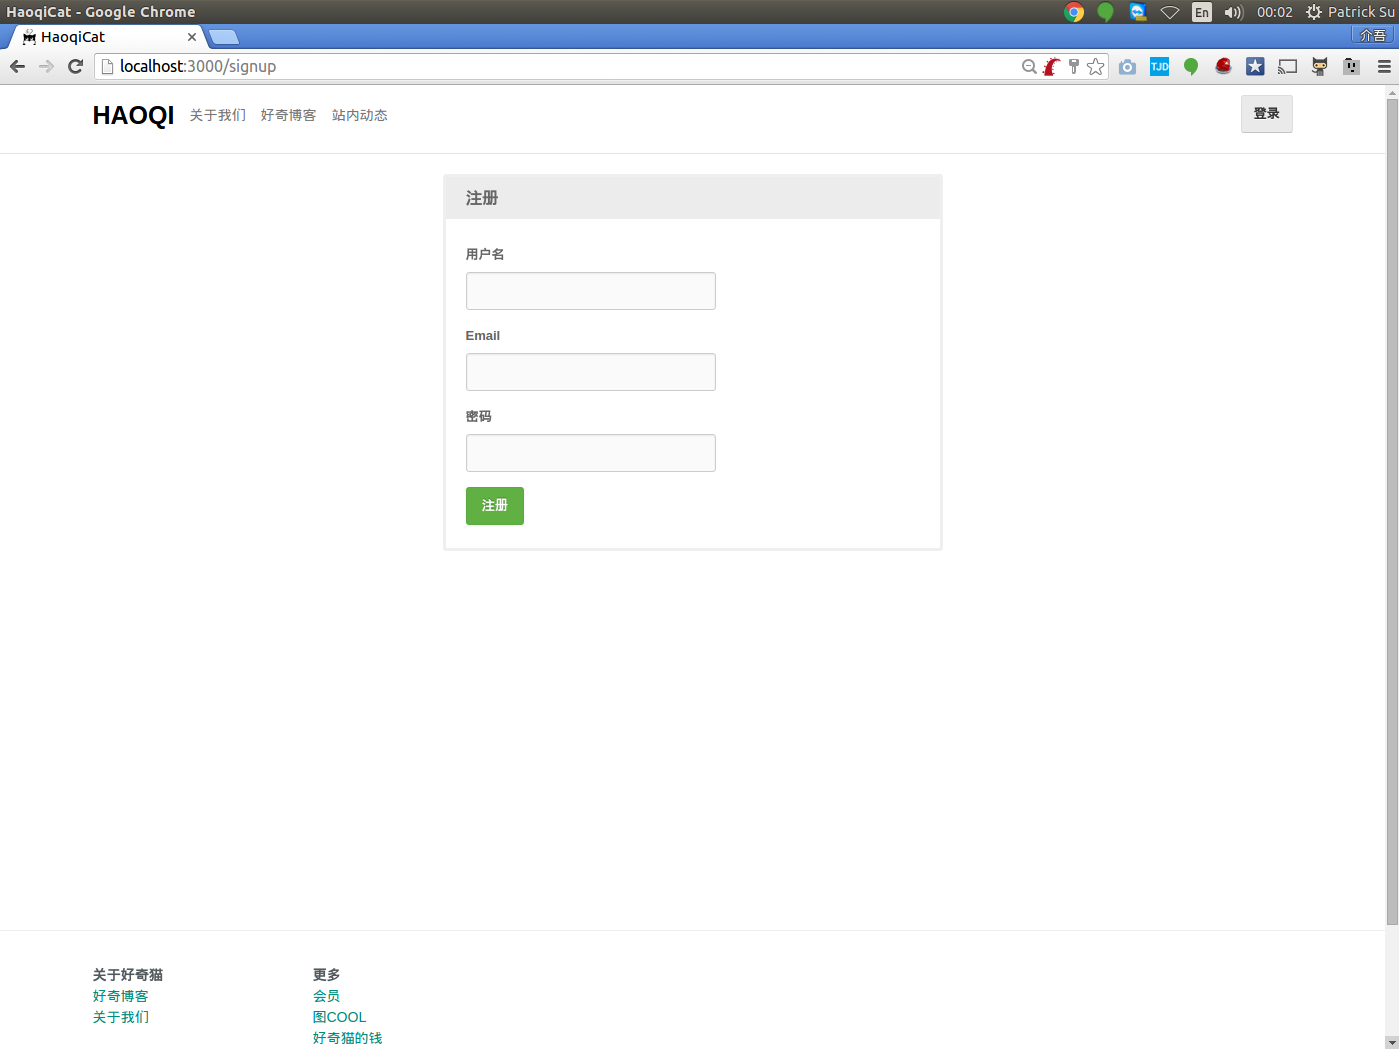 HaoqiCat - Google Chrome
En
00:02
Patrick Su
HaoqiCat
介吾
localhost:3000/signup
TJD
HAOQI 关于我们 好奇博客 站内动态 登录
注册
用户名
Email
密码
注册
关于好奇猫
好奇博客
关于我们
更多
会员
图COOL
好奇猫的钱